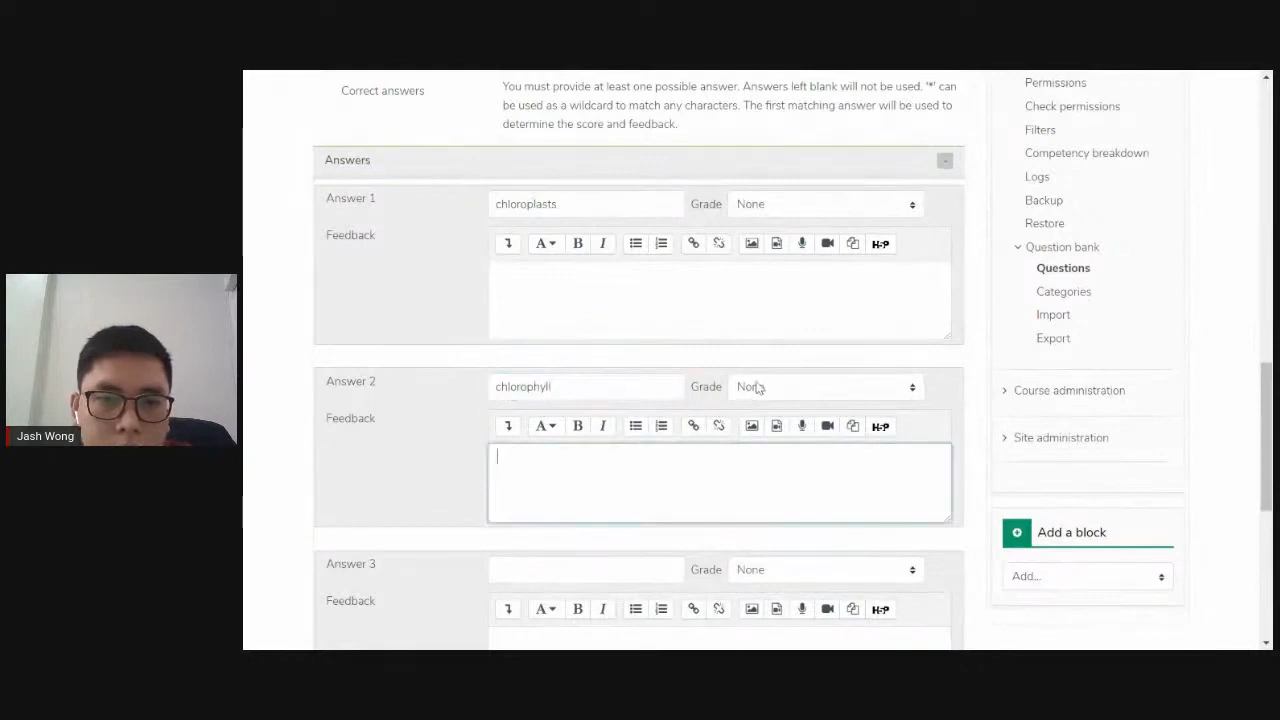 Correct answers
You must provide at least one possible answer. Answers left blank will not be used. '*' can
be used as a wildcard to match any characters. The first matching answer will be used to
determine the score and feedback.
Answers
-
Answer 1
chloroplasts
Grade
None
Feedback
A
B
I
H5P
Answer 2
chlorophyll
Grade
None
Feedback
A
B
I
H5P
Answer 3
Grade
None
Feedback
A
B
I
H5P
Permissions
Check permissions
Filters
Competency breakdown
Logs
Backup
Restore
Question bank
Questions
Categories
Import
Export
Course administration
Site administration
Add a block
Add...
Jash Wong